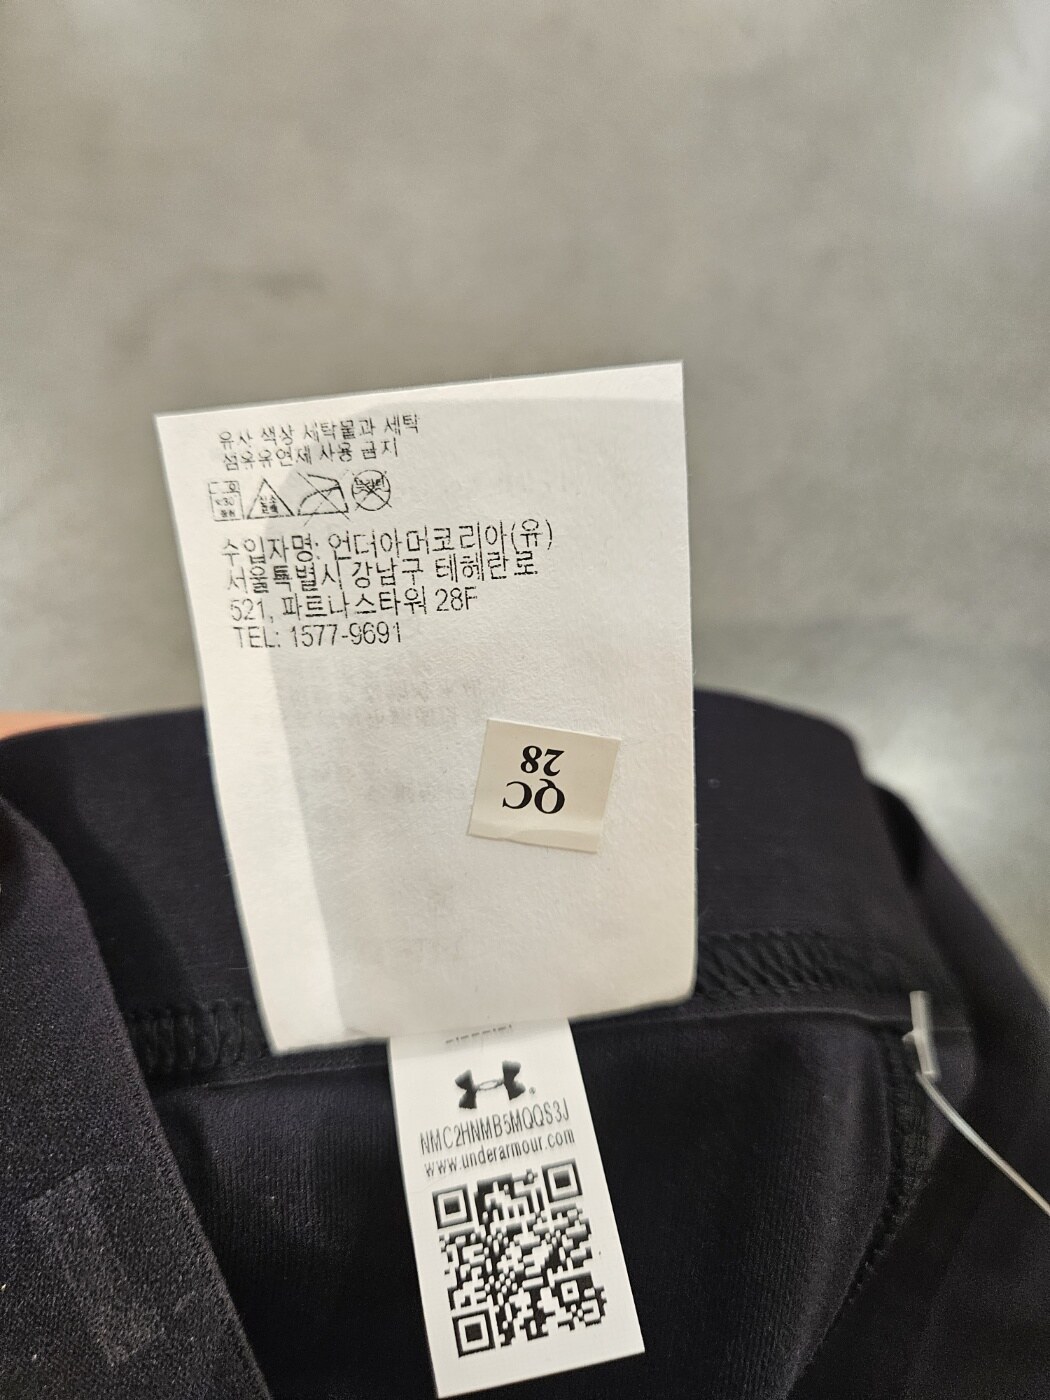 유사 색상 세탁물과 세탁
섬유유연제 사용 금지
수입자명: 언더아머코리아(유)
서울특별시 강남구 테헤란로
521, 파르나스타워 28F
TEL: 1577-9691
QC
28
NMC2HNMB5MQQS3J
www.underarmour.com